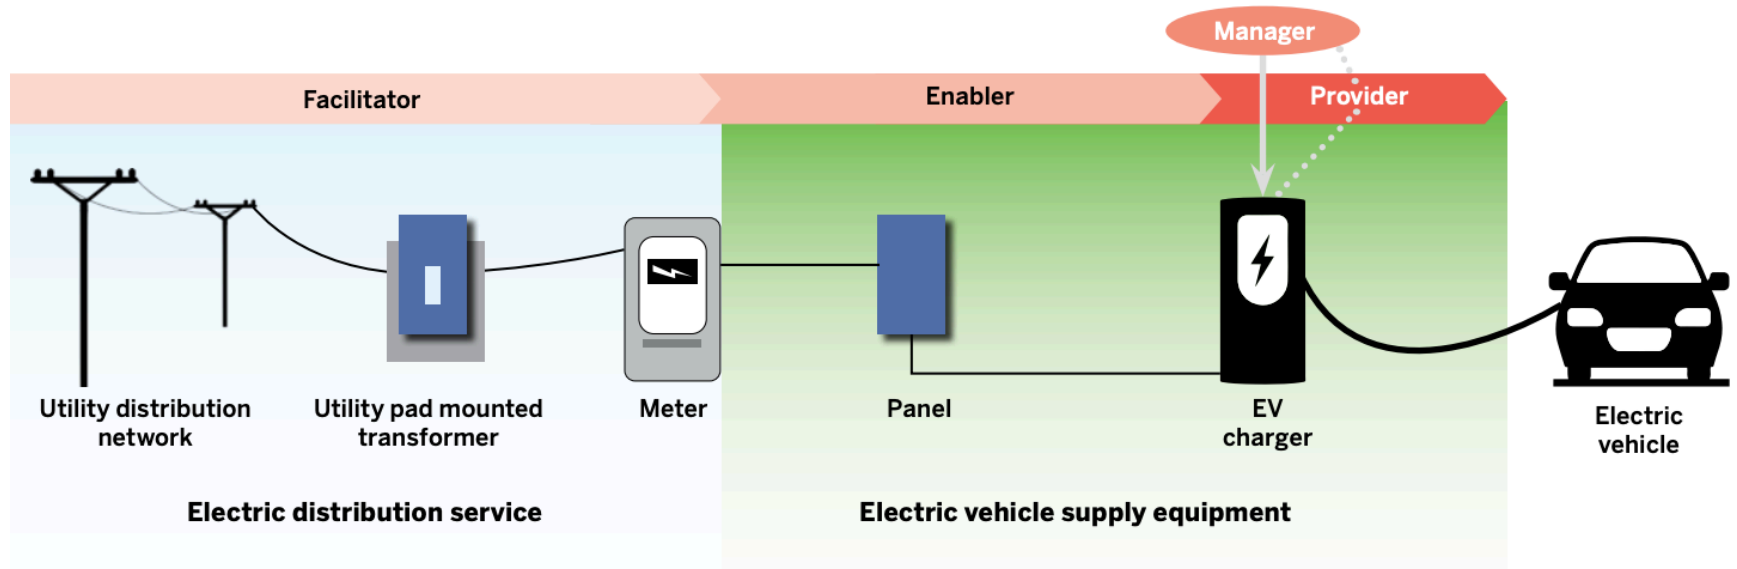 Manager
Facilitator
Enabler
Provider
Utility distribution
network
Utility pad mounted
transformer
Meter
Panel
EV
charger
Electric
vehicle
Electric distribution service
Electric vehicle supply equipment